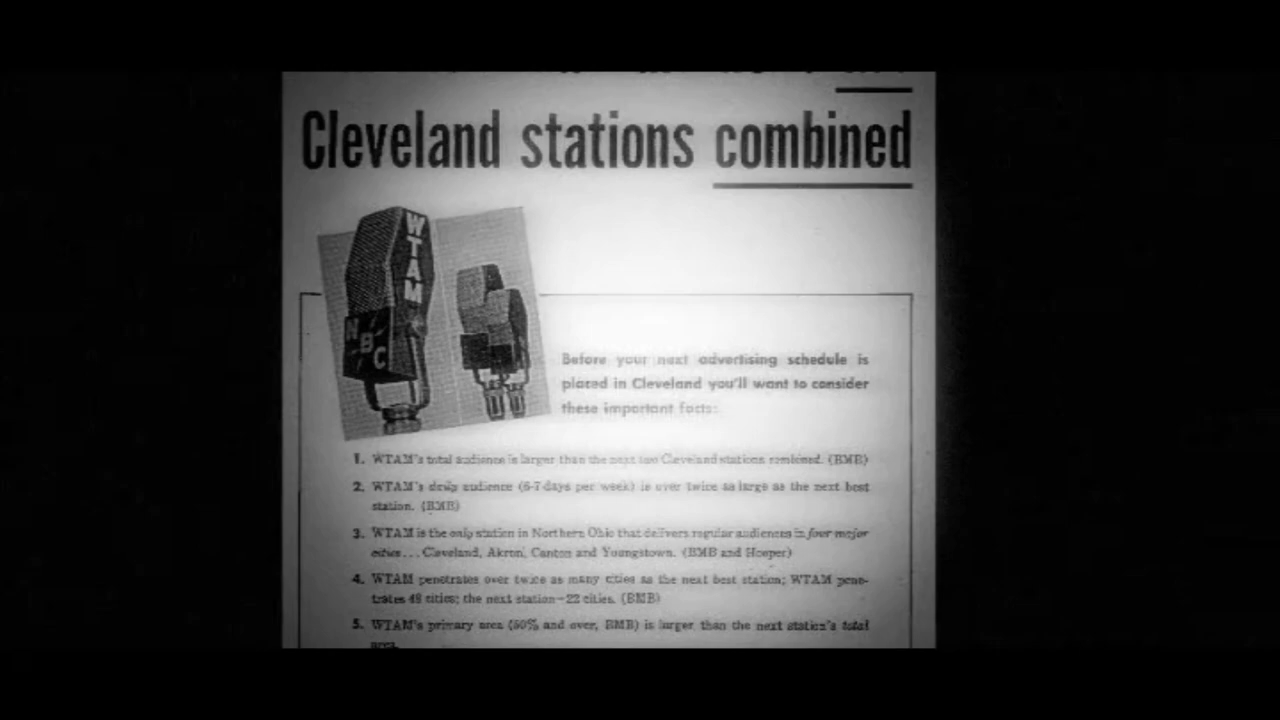 Cleveland stations combined
WTAM
NBC
Before your next advertising schedule is
placed in Cleveland you'll want to consider
these important facts:
1. WTAM's total audience is larger than the next two Cleveland stations combined. (BMB)
2. WTAM's daily audience (6-7 days per week) is over twice as large as the next best
station. (BMB)
3. WTAM is the only station in Northern Ohio that delivers regular audiences in four major
cities... Cleveland, Akron, Canton and Youngstown. (BMB and Hooper)
4. WTAM penetrates over twice as many cities as the next best station; WTAM pene-
trates 48 cities; the next station—22 cities. (BMB)
5. WTAM's primary area (50% and over, BMB) is larger than the next station's total
area.